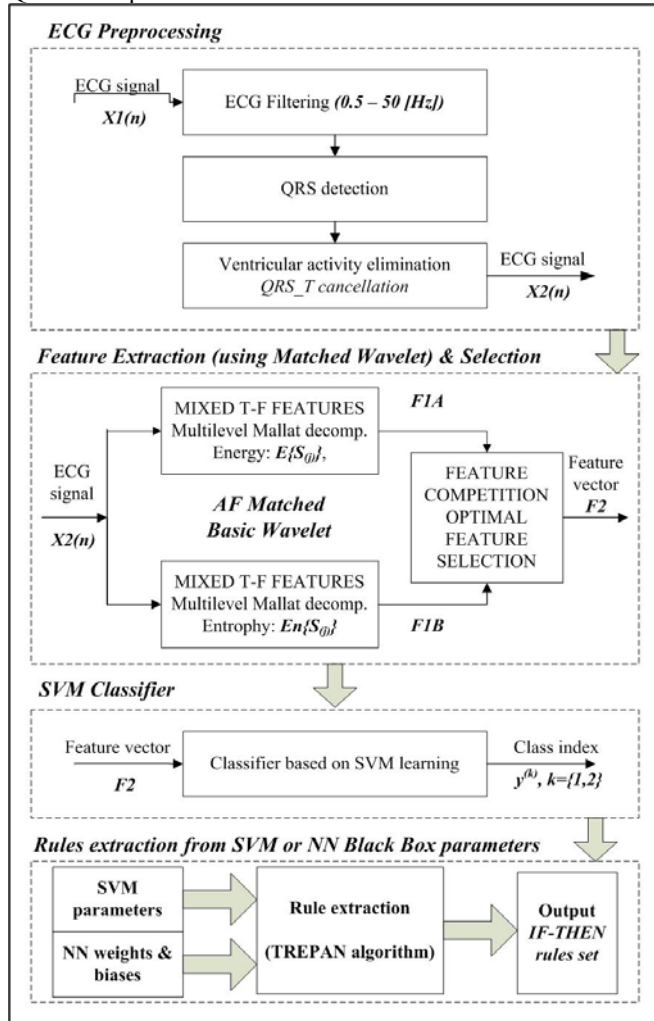 ECG Preprocessing
ECG signal
X1(n)
ECG Filtering (0.5 – 50 [Hz])
QRS detection
Ventricular activity elimination
QRS_T cancellation
ECG signal
X2(n)
Feature Extraction (using Matched Wavelet) & Selection
MIXED T-F FEATURES
Multilevel Mallat decomp.
Energy: E{S(j)},
F1A
ECG
signal
X2(n)
AF Matched
Basic Wavelet
FEATURE
COMPETITION
OPTIMAL
FEATURE
SELECTION
Feature
vector
F2
MIXED T-F FEATURES
Multilevel Mallat decomp.
Entrophy: En{S(j)}
F1B
SVM Classifier
Feature vector
F2
Classifier based on SVM learning
Class index
y(k), k={1,2}
Rules extraction from SVM or NN Black Box parameters
SVM
parameters
NN weights &
biases
Rule extraction
(TREPAN algorithm)
Output
IF-THEN
rules set